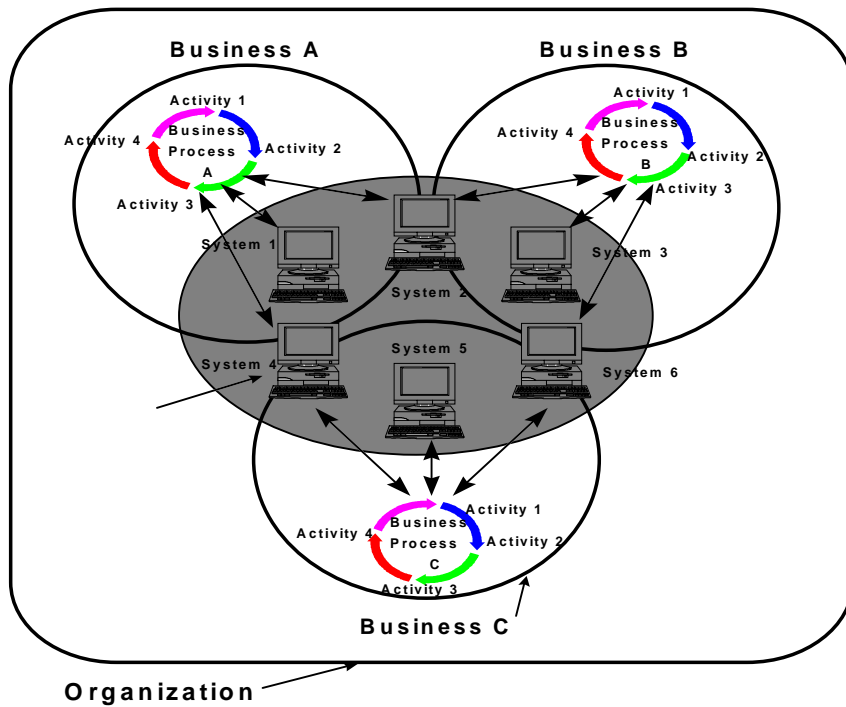 Business A
Business B
Activity 1
Activity 4
Business
Process
A
Activity 2
Activity 3
Activity 1
Activity 4
Business
Process
B
Activity 2
Activity 3
System 1
System 2
System 3
System 4
System 5
System 6
Activity 1
Activity 4
Business
Process
C
Activity 2
Activity 3
Business C
Organization